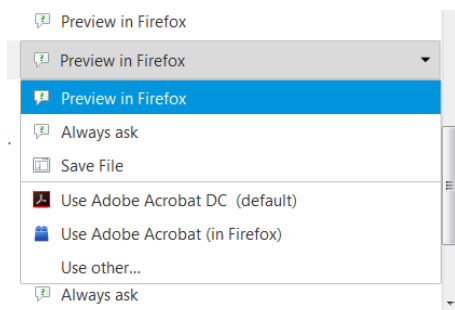 Preview in Firefox
Preview in Firefox
Preview in Firefox
Always ask
Save File
Use Adobe Acrobat DC (default)
Use Adobe Acrobat (in Firefox)
Use other...
Always ask